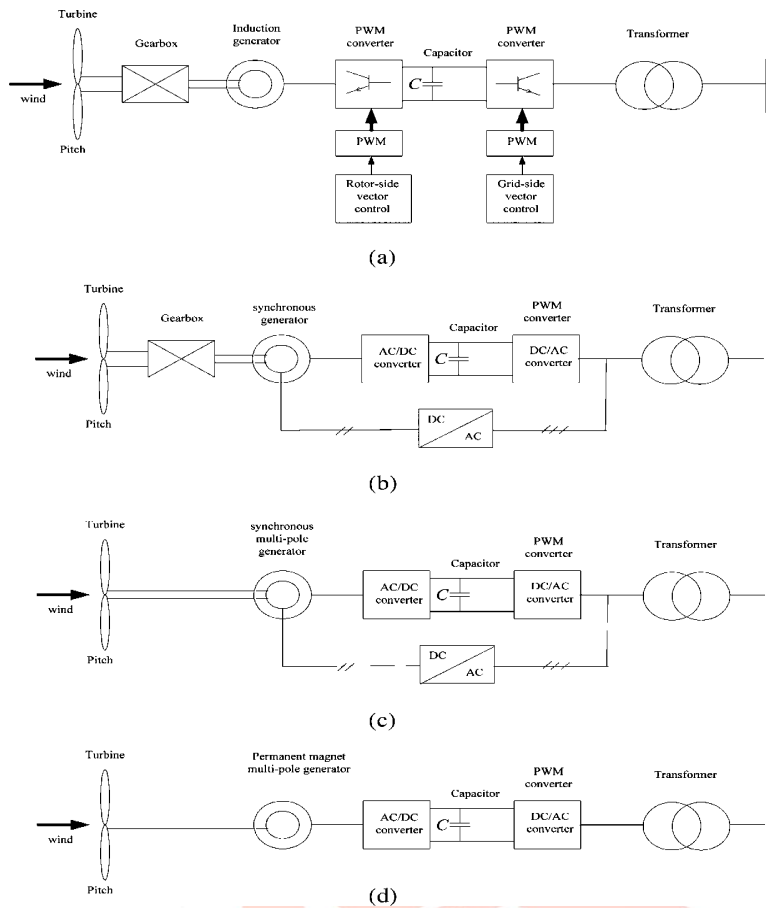 Turbine
Gearbox
Induction
generator
PWM
converter
Capacitor
PWM
converter
Transformer
wind
C
Pitch
PWM
PWM
Rotor-side
vector
control
Grid-side
vector
control
(a)
Turbine
Gearbox
synchronous
generator
Capacitor
PWM
converter
Transformer
wind
AC/DC
converter
C
DC/AC
converter
Pitch
DC
AC
(b)
Turbine
synchronous
multi-pole
generator
Capacitor
PWM
converter
Transformer
wind
AC/DC
converter
C
DC/AC
converter
Pitch
DC
AC
(c)
Turbine
Permanent magnet
multi-pole generator
Capacitor
PWM
converter
Transformer
wind
AC/DC
converter
C
DC/AC
converter
Pitch
(d)